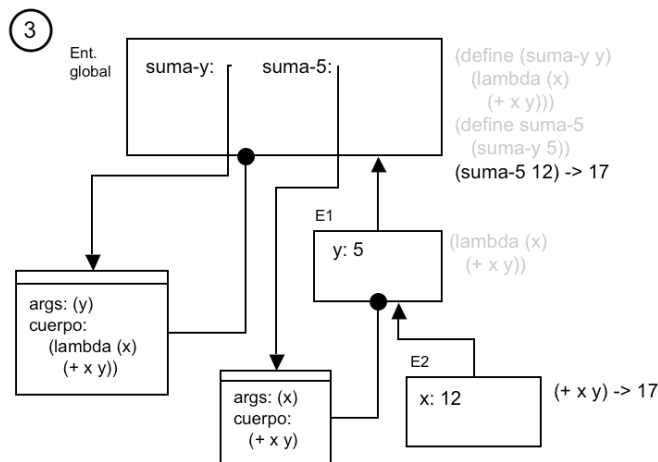 3
Ent.
global
suma-y:
suma-5:
(define (suma-y y)
(lambda (x)
(+ x y)))
(define suma-5
(suma-y 5))
(suma-5 12) -> 17
E1
y: 5
(lambda (x)
(+ x y))
args: (y)
cuerpo:
(lambda (x)
(+ x y))
args: (x)
cuerpo:
(+ x y)
E2
x: 12
(+ x y) -> 17